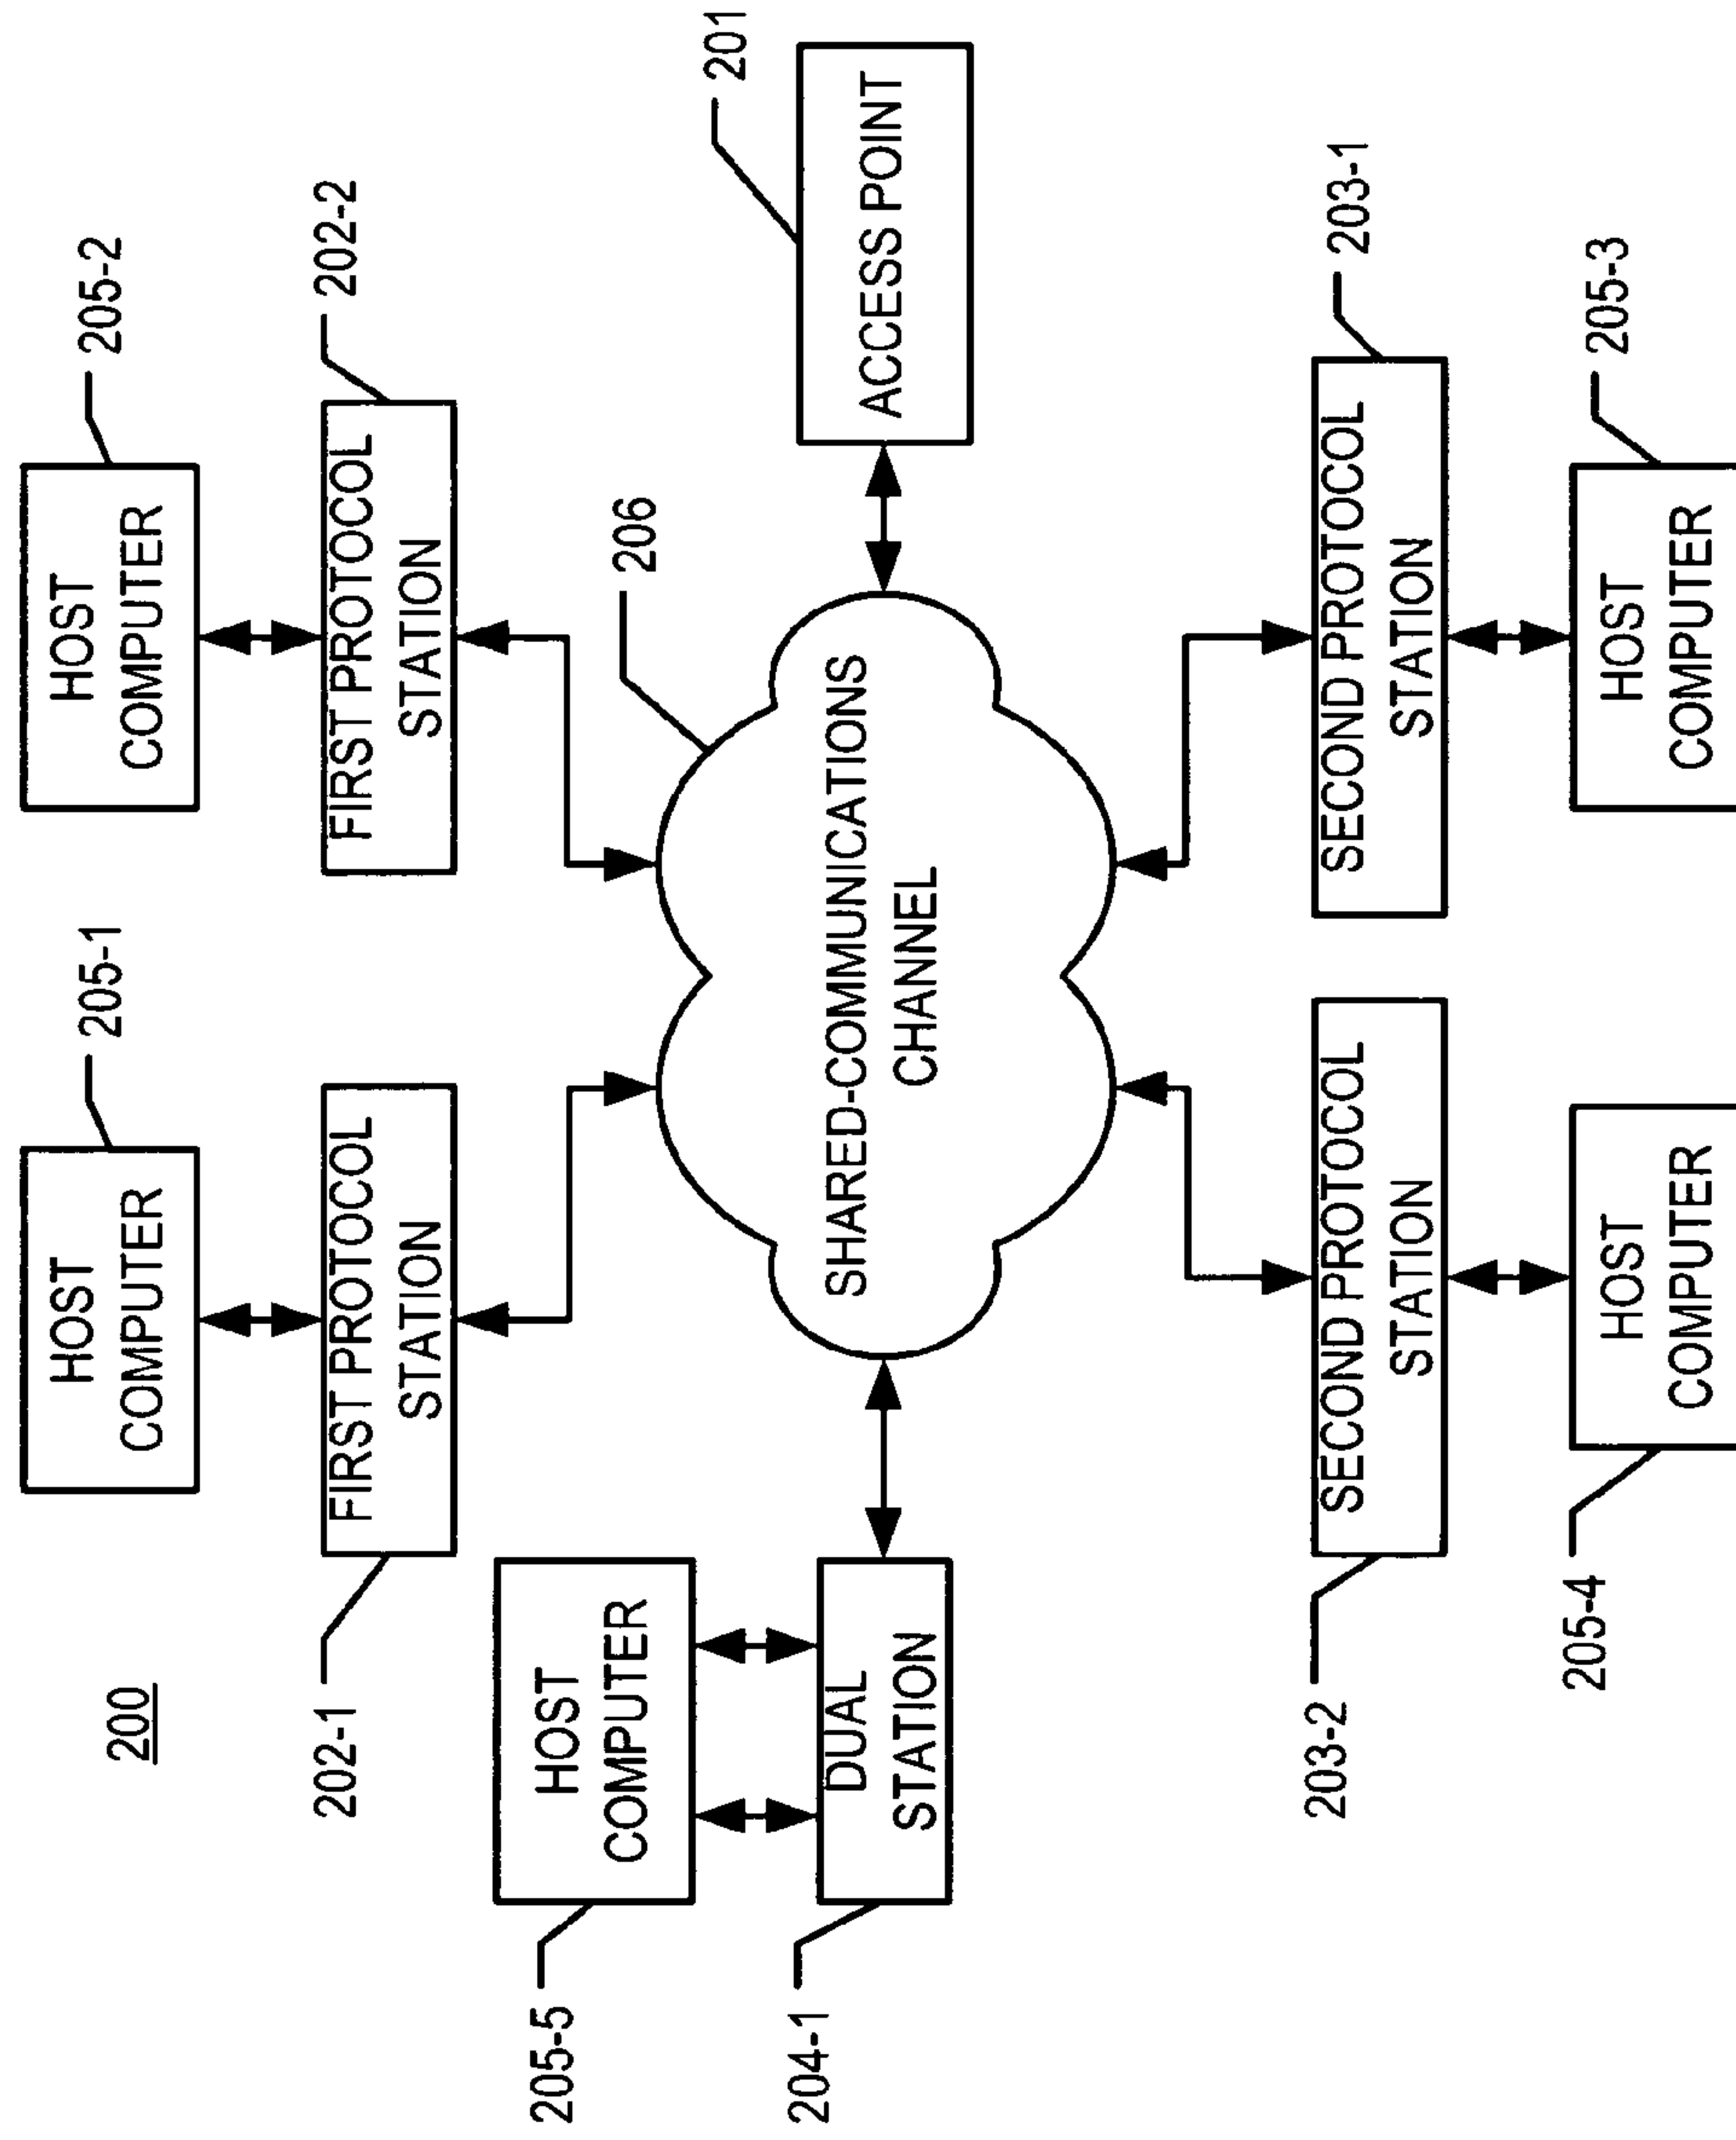 200
205-1
205-2
HOST
COMPUTER
HOST
COMPUTER
202-1
202-2
FIRST PROTOCOL
STATION
FIRST PROTOCOL
STATION
205-5
HOST
COMPUTER
206
201
204-1
DUAL
STATION
SHARED-COMMUNICATIONS
CHANNEL
ACCESS POINT
203-2
SECOND PROTOCOL
STATION
SECOND PROTOCOL
STATION
203-1
205-4
HOST
COMPUTER
HOST
COMPUTER
205-3